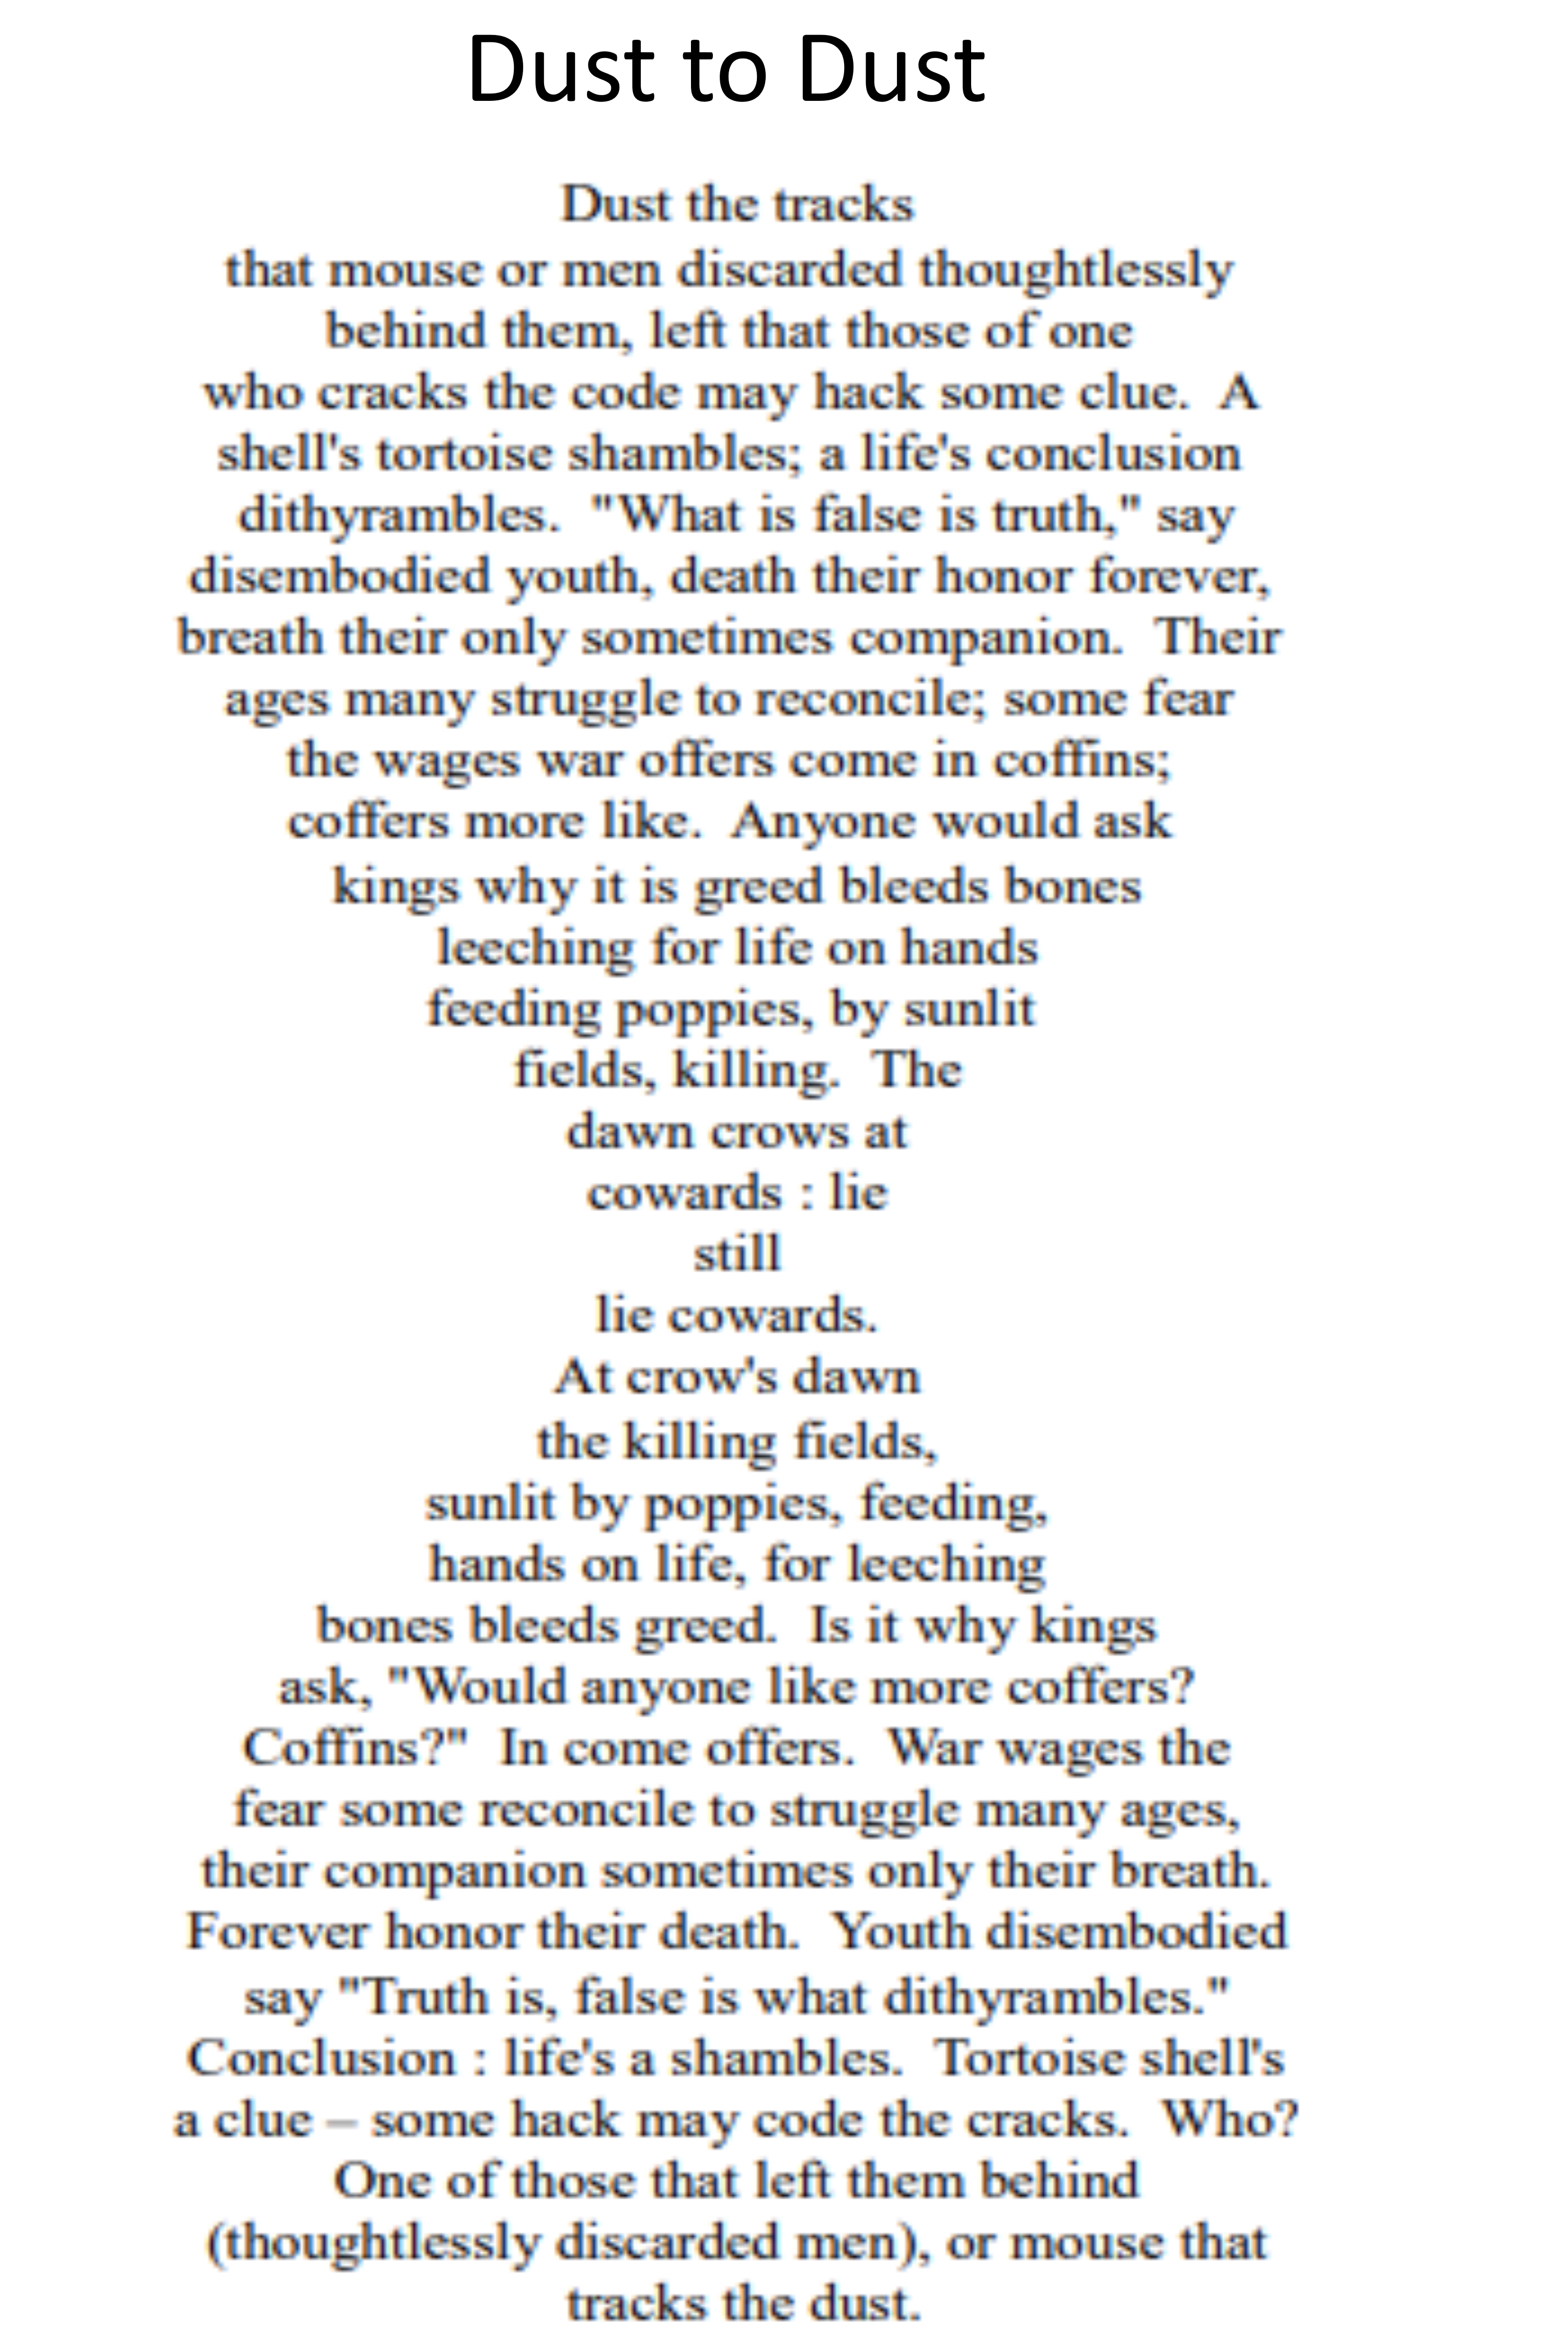 Dust to Dust
Dust the tracks
that mouse or men discarded thoughtlessly
behind them, left that those of one
who cracks the code may hack some clue.  A
shell's tortoise shambles; a life's conclusion
dithyrambles.  "What is false is truth," say
disembodied youth, death their honor forever,
breath their only sometimes companion.  Their
ages many struggle to reconcile; some fear
the wages war offers come in coffins;
coffers more like.  Anyone would ask
kings why it is greed bleeds bones
leeching for life on hands
feeding poppies, by sunlit
fields, killing.  The
dawn crows at
cowards : lie
still
lie cowards.
At crow's dawn
the killing fields,
sunlit by poppies, feeding,
hands on life, for leeching
bones bleeds greed.  Is it why kings
ask, "Would anyone like more coffers?
Coffins?"  In come offers.  War wages the
fear some reconcile to struggle many ages,
their companion sometimes only their breath.
Forever honor their death.  Youth disembodied
say "Truth is, false is what dithyrambles."
Conclusion : life's a shambles.  Tortoise shell's
a clue – some hack may code the cracks.  Who?
One of those that left them behind
(thoughtlessly discarded men), or mouse that
tracks the dust.